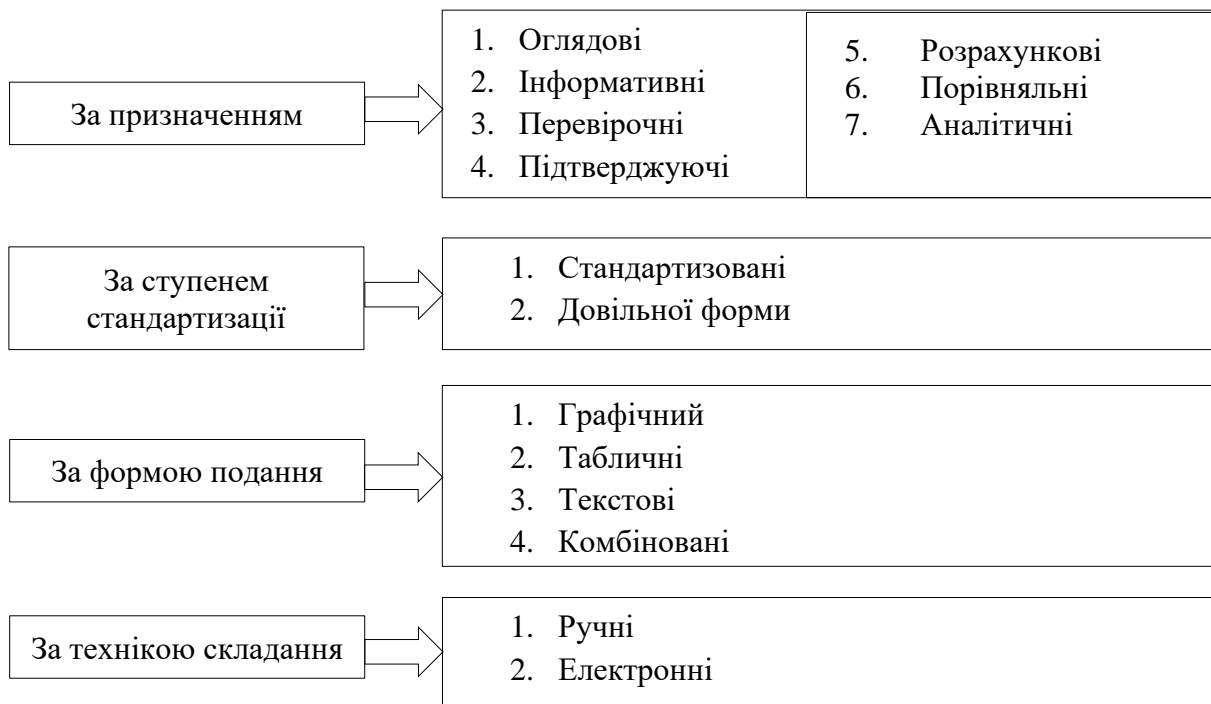 За призначенням
1. Оглядові
2. Інформативні
3. Перевірочні
4. Підтверджуючі
5. Розрахункові
6. Порівняльні
7. Аналітичні
За ступенем
стандартизації
1. Стандартизовані
2. Довільної форми
За формою подання
1. Графічний
2. Табличні
3. Текстові
4. Комбіновані
За технікою складання
1. Ручні
2. Електронні